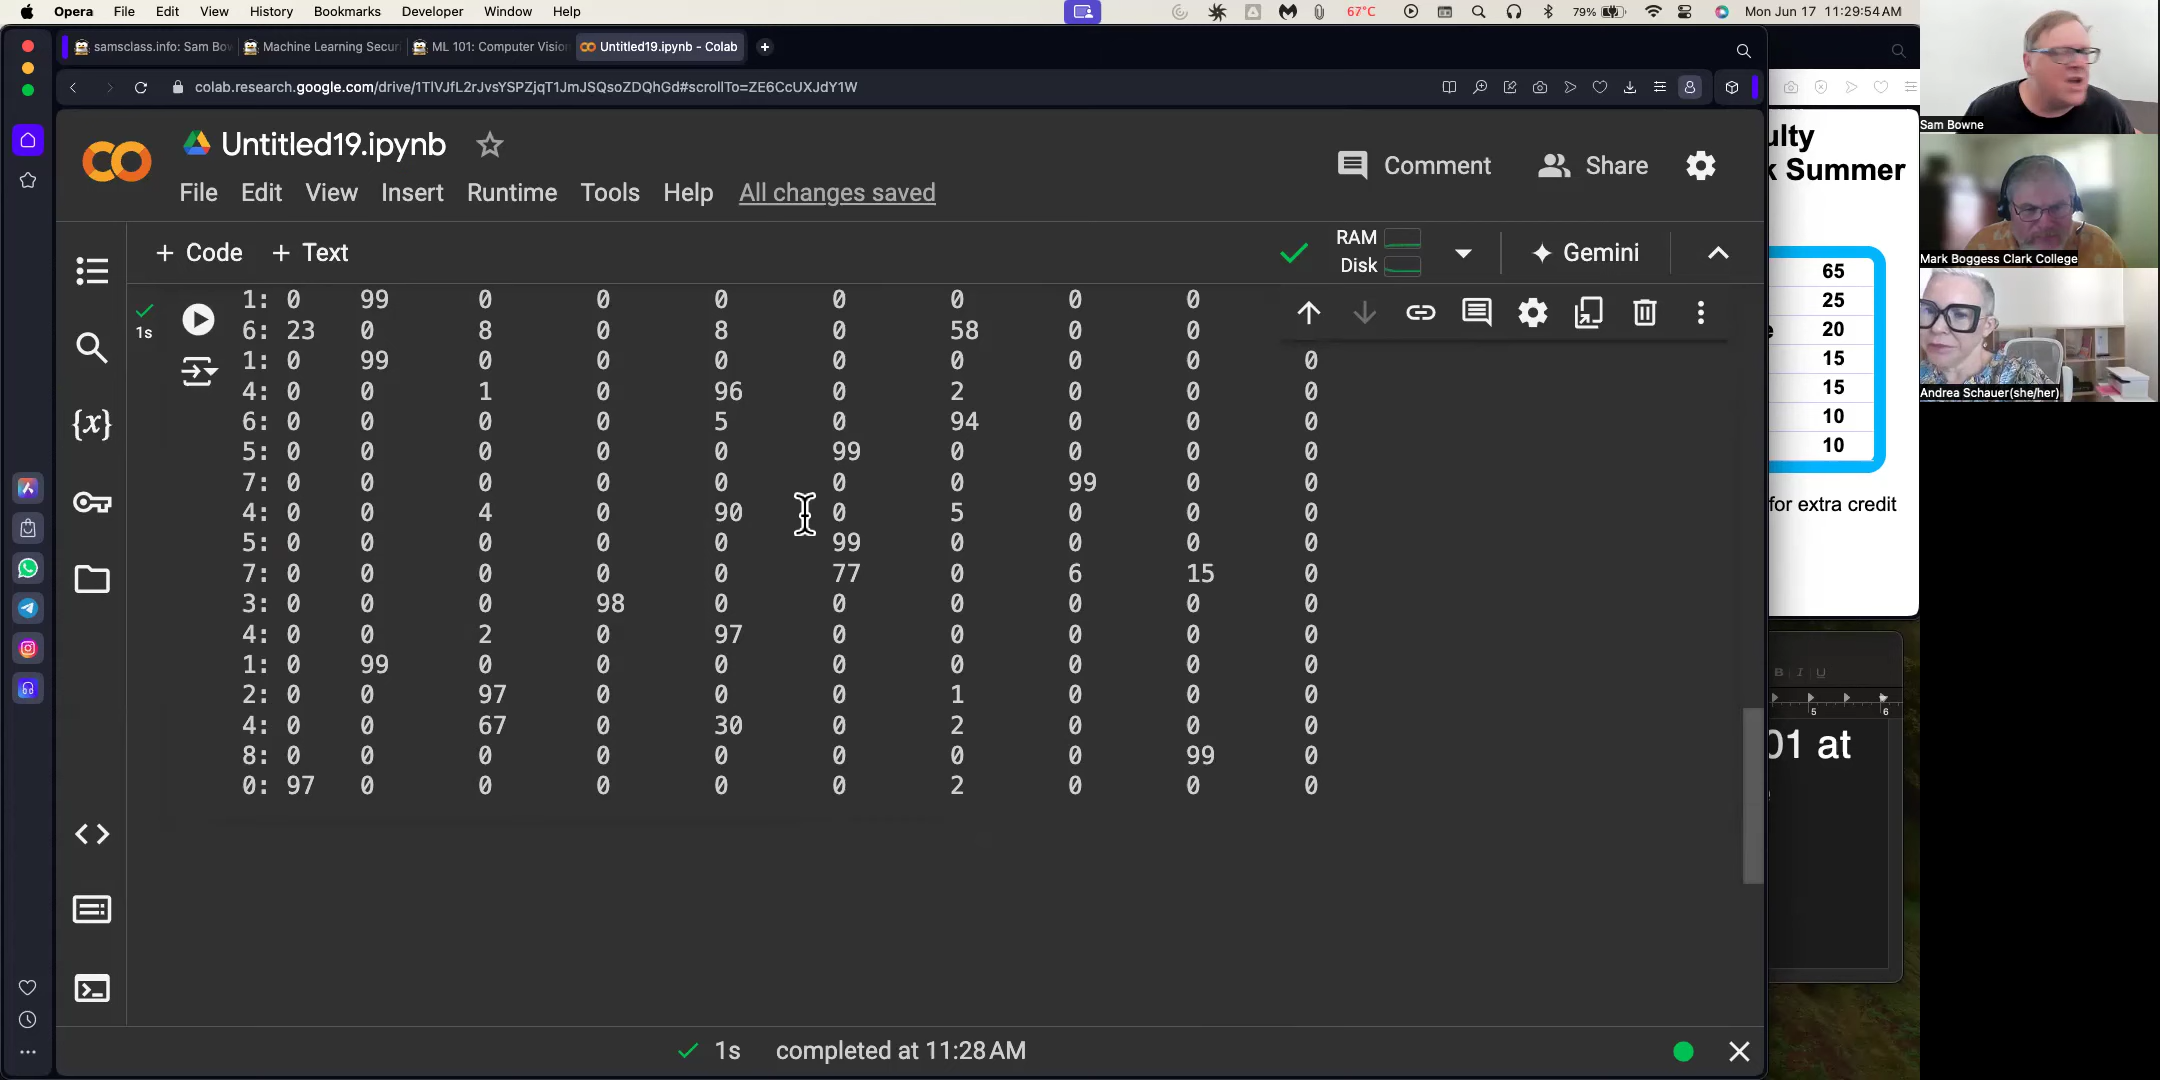 Opera File Edit View History Bookmarks Developer Window Help 67°C 79% Mon Jun 17 11:29:54 AM
samsclass.info: Sam Bow Machine Learning Securi ML 101: Computer Vision Untitled19.ipynb - Colab
colab.research.google.com/drive/1TlVJfL2rJvsYSPZjqT1JmJSQsoZDQhGd#scrollTo=ZE6CcUXJdY1W
Untitled19.ipynb
Comment Share
File Edit View Insert Runtime Tools Help All changes saved
+ Code + Text
RAM
Disk
Gemini
1s
1: 0 99 0 0 0 0 0 0 0
6: 23 0 8 0 8 0 58 0 0
1: 0 99 0 0 0 0 0 0 0 0
4: 0 0 1 0 96 0 2 0 0 0
6: 0 0 0 0 5 0 94 0 0 0
5: 0 0 0 0 0 99 0 0 0 0
7: 0 0 0 0 0 0 0 99 0 0
4: 0 0 4 0 90 0 5 0 0 0
5: 0 0 0 0 0 99 0 0 0 0
7: 0 0 0 0 0 77 0 6 15 0
3: 0 0 0 98 0 0 0 0 0 0
4: 0 0 2 0 97 0 0 0 0 0
1: 0 99 0 0 0 0 0 0 0 0
2: 0 0 97 0 0 0 1 0 0 0
4: 0 0 67 0 30 0 2 0 0 0
8: 0 0 0 0 0 0 0 0 99 0
0: 97 0 0 0 0 0 2 0 0 0
{x}
1s completed at 11:28 AM
ulty
k Summer
65
25
e 20
15
15
10
10
for extra credit
B I U
5 6
01 at
Sam Bowne
Mark Boggess Clark College
Andrea Schauer(she/her)